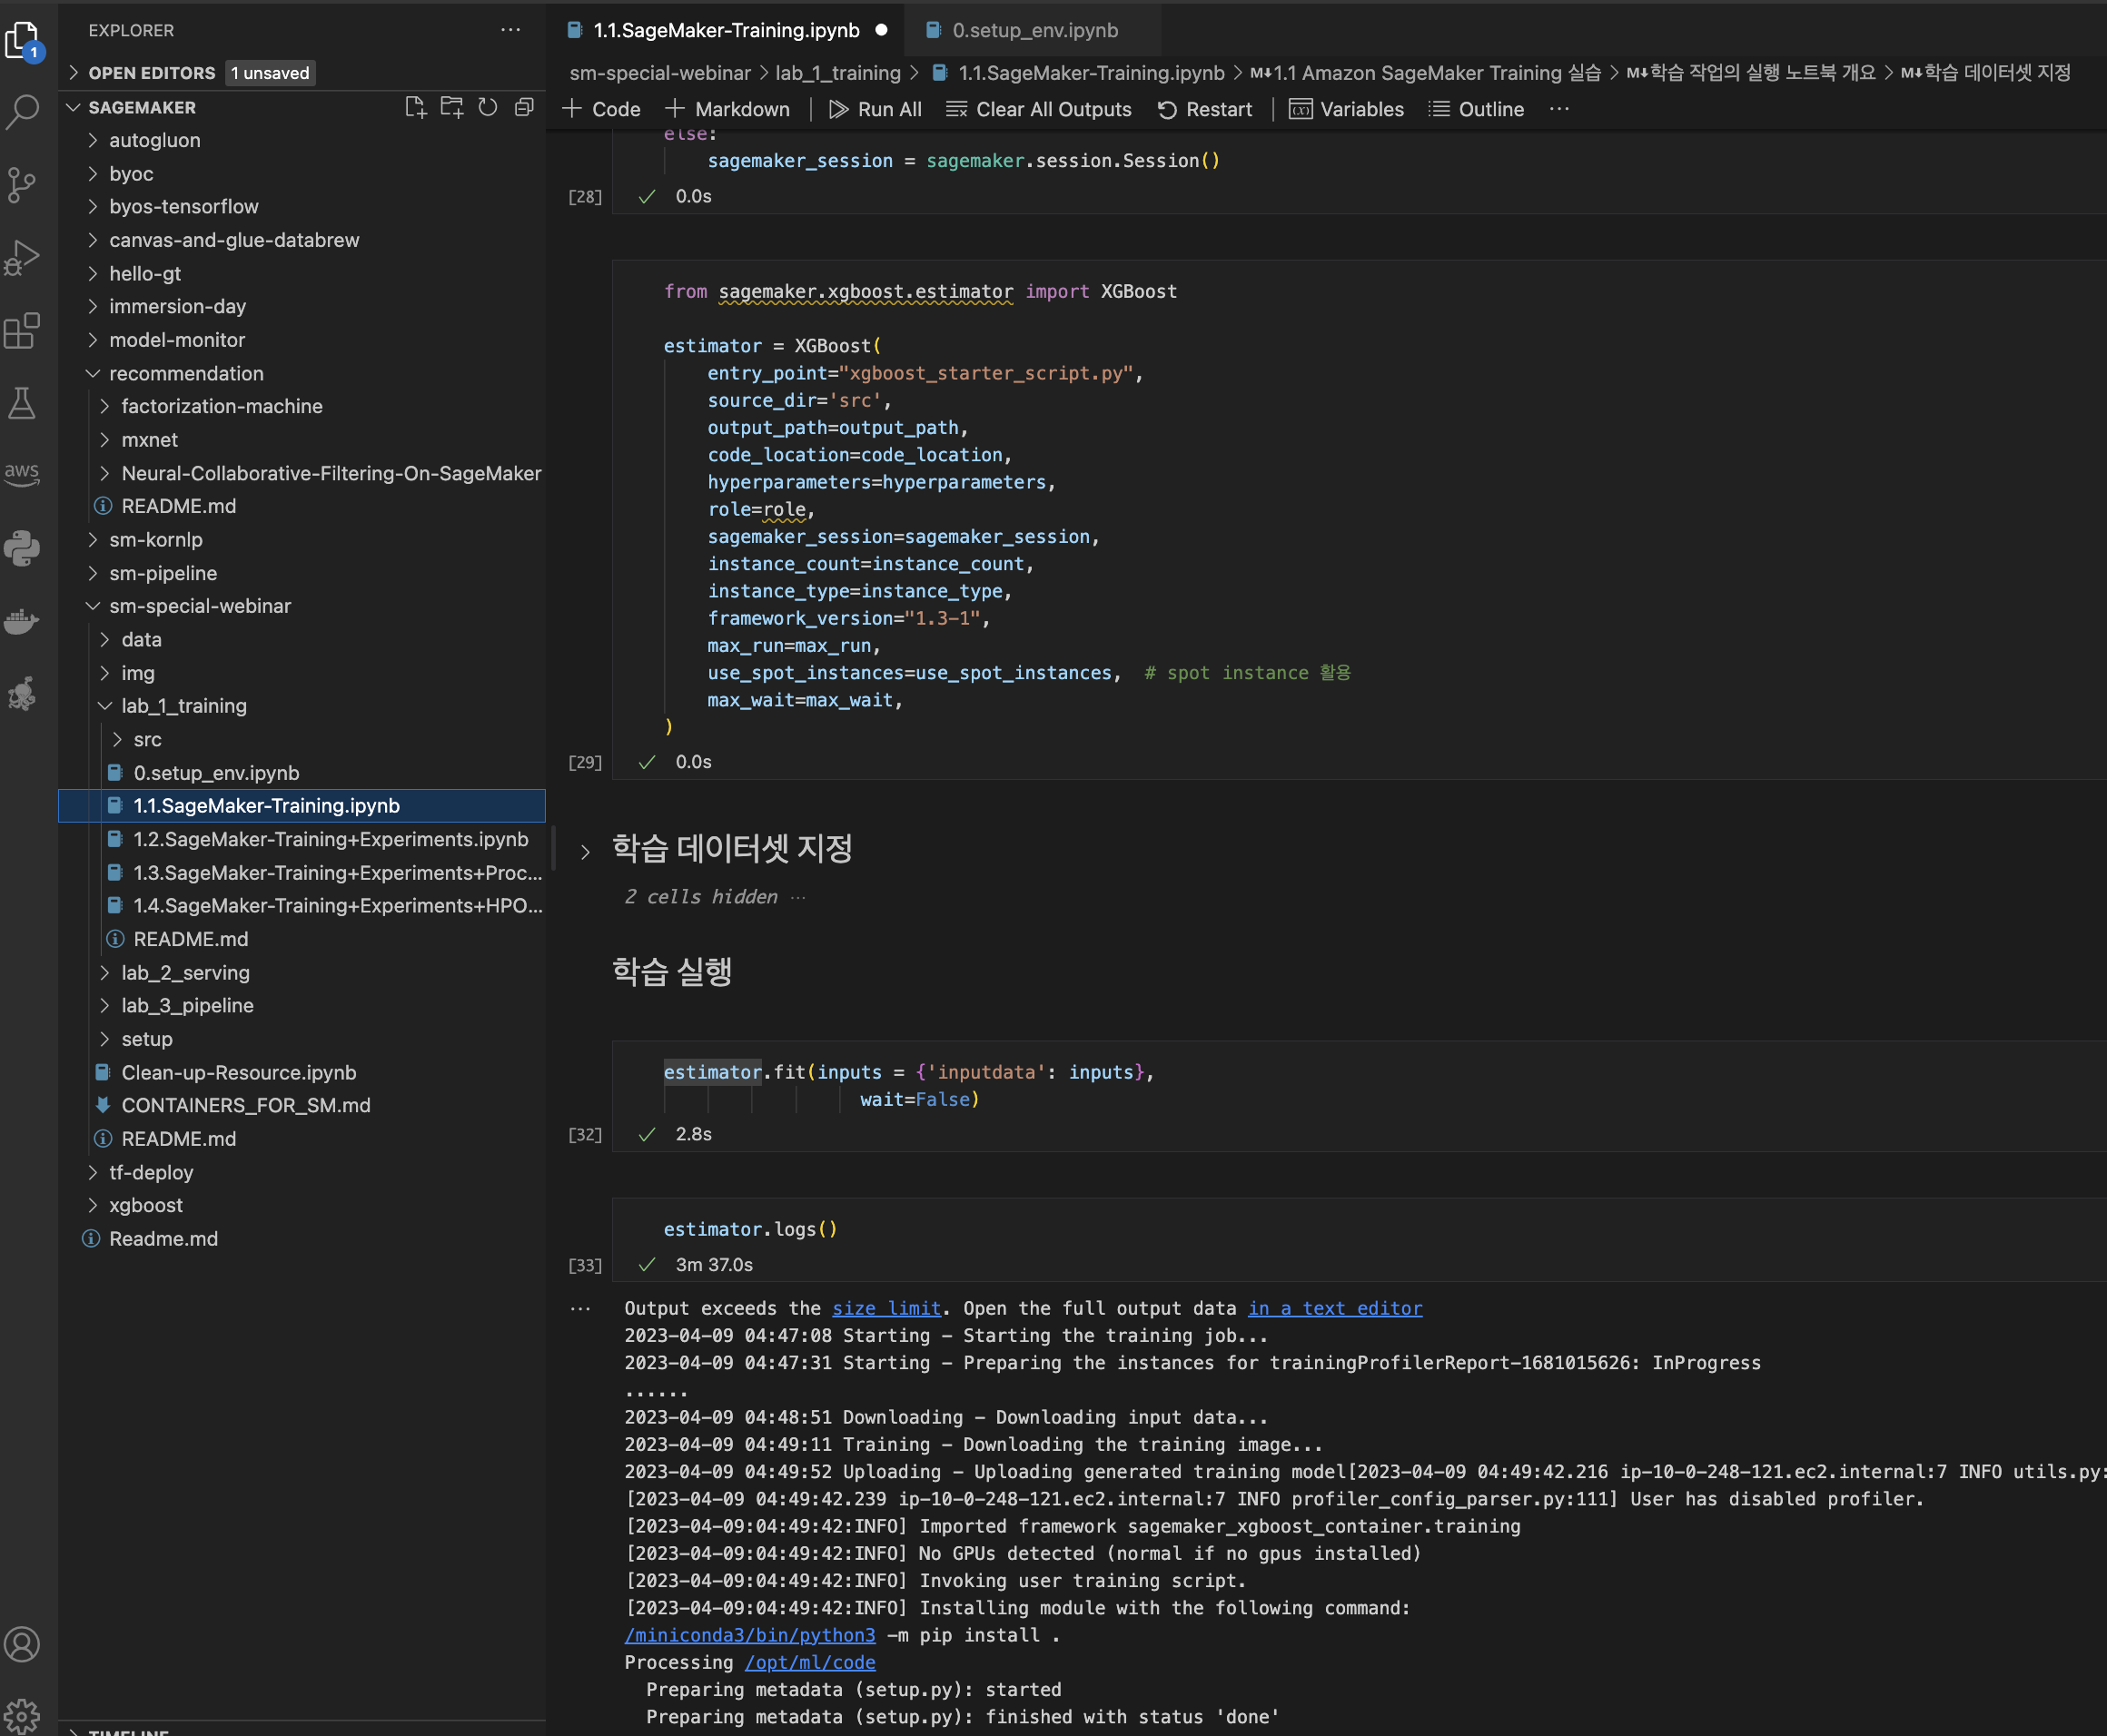 EXPLORER
OPEN EDITORS 1 unsaved
SAGEMAKER
autogluon
byoc
byos-tensorflow
canvas-and-glue-databrew
hello-gt
immersion-day
model-monitor
recommendation
factorization-machine
mxnet
Neural-Collaborative-Filtering-On-SageMaker
README.md
sm-kornlp
sm-pipeline
sm-special-webinar
data
img
lab_1_training
src
0.setup_env.ipynb
1.1.SageMaker-Training.ipynb
1.2.SageMaker-Training+Experiments.ipynb
1.3.SageMaker-Training+Experiments+Proc...
1.4.SageMaker-Training+Experiments+HPO...
README.md
lab_2_serving
lab_3_pipeline
setup
Clean-up-Resource.ipynb
CONTAINERS_FOR_SM.md
README.md
tf-deploy
xgboost
Readme.md
TIMELINE
1
aws
1.1.SageMaker-Training.ipynb
0.setup_env.ipynb
sm-special-webinar > lab_1_training > 1.1.SageMaker-Training.ipynb > M↓1.1 Amazon SageMaker Training 실습 > M↓학습 작업의 실행 노트북 개요 > M↓학습 데이터셋 지정
+ Code + Markdown Run All Clear All Outputs Restart Variables Outline ...
else:
sagemaker_session = sagemaker.session.Session()
[28] ✓ 0.0s
from sagemaker.xgboost.estimator import XGBoost
estimator = XGBoost(
entry_point="xgboost_starter_script.py",
source_dir='src',
output_path=output_path,
code_location=code_location,
hyperparameters=hyperparameters,
role=role,
sagemaker_session=sagemaker_session,
instance_count=instance_count,
instance_type=instance_type,
framework_version="1.3-1",
max_run=max_run,
use_spot_instances=use_spot_instances,  # spot instance 활용
max_wait=max_wait,
)
[29] ✓ 0.0s
학습 데이터셋 지정
2 cells hidden ...
학습 실행
estimator.fit(inputs = {'inputdata': inputs},
wait=False)
[32] ✓ 2.8s
estimator.logs()
[33] ✓ 3m 37.0s
... Output exceeds the size limit. Open the full output data in a text editor
2023-04-09 04:47:08 Starting - Starting the training job...
2023-04-09 04:47:31 Starting - Preparing the instances for trainingProfilerReport-1681015626: InProgress
......
2023-04-09 04:48:51 Downloading - Downloading input data...
2023-04-09 04:49:11 Training - Downloading the training image...
2023-04-09 04:49:52 Uploading - Uploading generated training model[2023-04-09 04:49:42.216 ip-10-0-248-121.ec2.internal:7 INFO utils.py:
[2023-04-09 04:49:42.239 ip-10-0-248-121.ec2.internal:7 INFO profiler_config_parser.py:111] User has disabled profiler.
[2023-04-09:04:49:42:INFO] Imported framework sagemaker_xgboost_container.training
[2023-04-09:04:49:42:INFO] No GPUs detected (normal if no gpus installed)
[2023-04-09:04:49:42:INFO] Invoking user training script.
[2023-04-09:04:49:42:INFO] Installing module with the following command:
/miniconda3/bin/python3 -m pip install .
Processing /opt/ml/code
Preparing metadata (setup.py): started
Preparing metadata (setup.py): finished with status 'done'